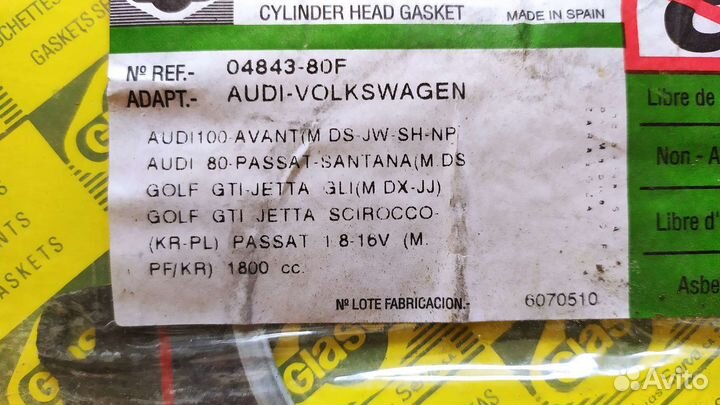 CYLINDER HEAD GASKET MADE IN SPAIN
Nº REF.- 04843-80F
ADAPT.- AUDI-VOLKSWAGEN
AUDI100-AVANT(M DS-JW-SH-NP)
AUDI 80-PASSAT-SANTANA(M.DS
GOLF GTI-JETTA GLI(M DX-JJ)
GOLF GTI JETTA SCIROCCO-
(KR-PL) PASSAT 1 8-16V (M.
PF/KR) 1800 cc.
Nº LOTE FABRICACION.- 6070510
Libre de
Non - A
Libre d'
Asbe
GASKETS
GASKETS
Glaser
Avito